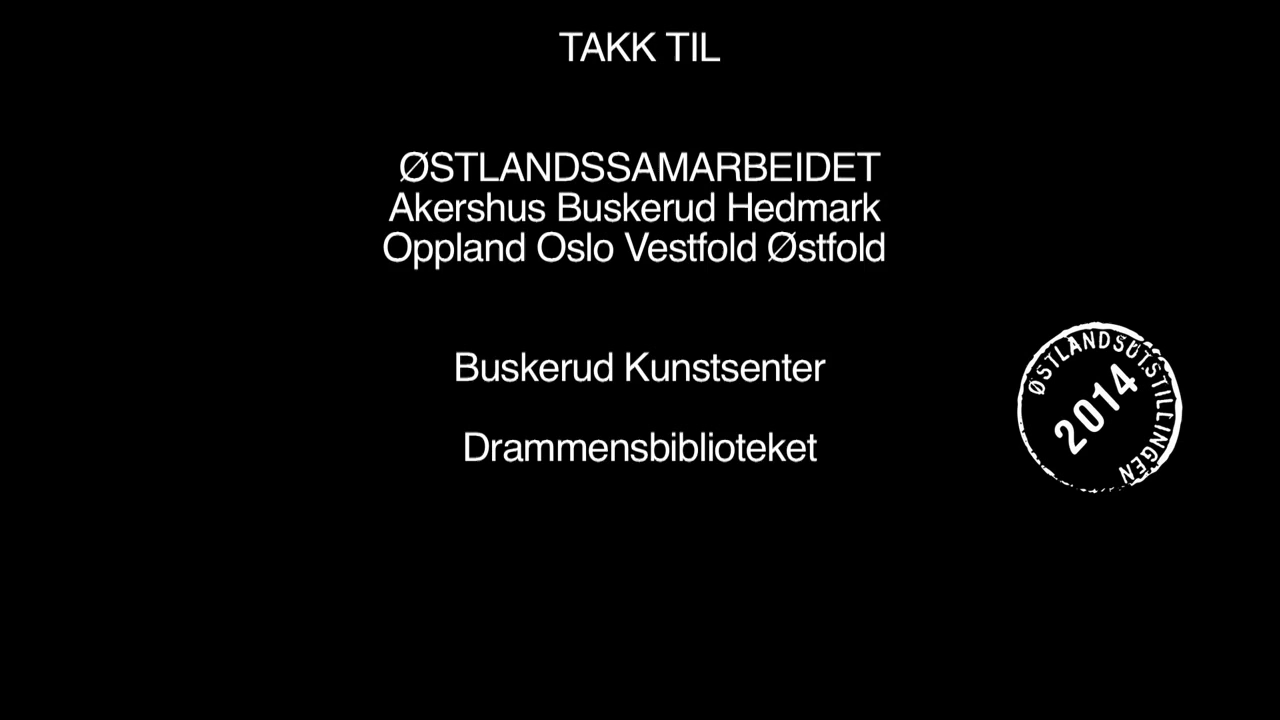 TAKK TIL
ØSTLANDSSAMARBEIDET
Akershus Buskerud Hedmark
Oppland Oslo Vestfold Østfold
Buskerud Kunstsenter
Drammensbiblioteket
ØSTLANDSUTSTILLINGEN
2014